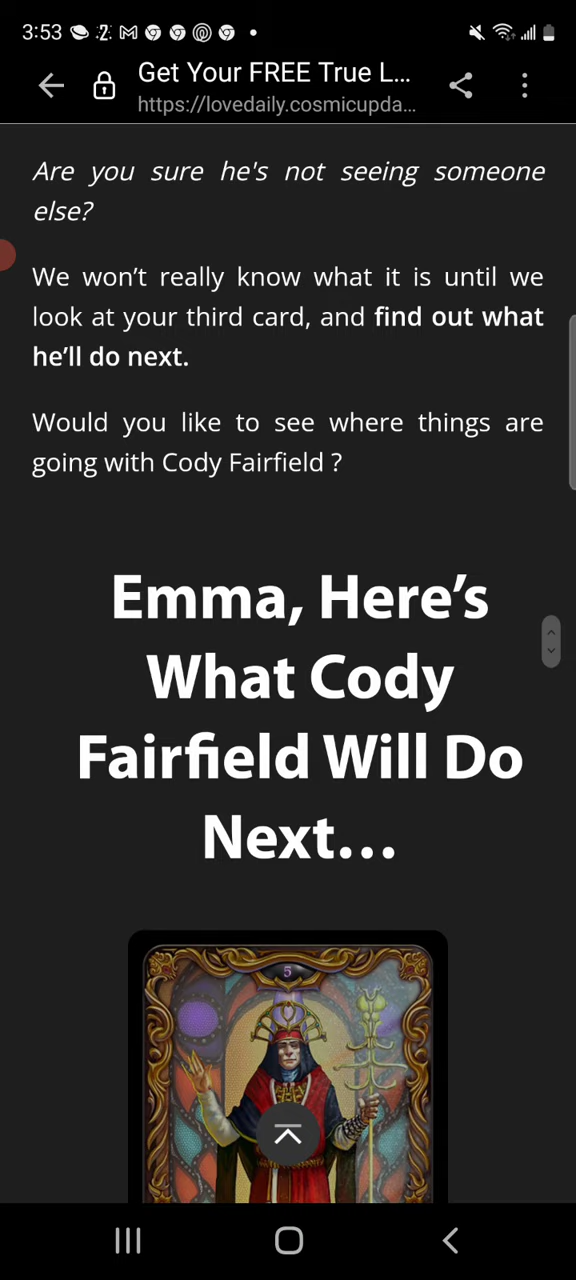 3:53
Get Your FREE True L...
https://lovedaily.cosmicupda...
Are you sure he's not seeing someone
else?
We won't really know what it is until we
look at your third card, and find out what
he'll do next.
Would you like to see where things are
going with Cody Fairfield ?
Emma, Here's
What Cody
Fairfield Will Do
Next...
5